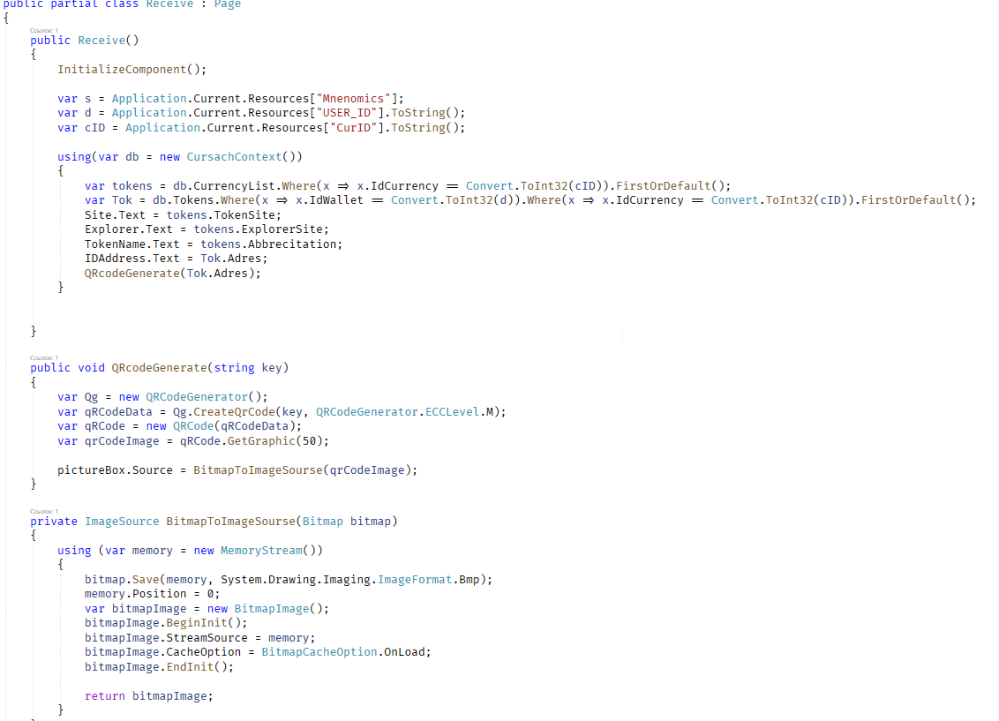 public partial class Receive : Page
{
Ссылок: 1
public Receive()
{
InitializeComponent();
var s = Application.Current.Resources["Mnenomics"];
var d = Application.Current.Resources["USER_ID"].ToString();
var cID = Application.Current.Resources["CurID"].ToString();
using(var db = new CursachContext())
{
var tokens = db.CurrencyList.Where(x => x.IdCurrency == Convert.ToInt32(cID)).FirstOrDefault();
var Tok = db.Tokens.Where(x => x.IdWallet == Convert.ToInt32(d)).Where(x => x.IdCurrency == Convert.ToInt32(cID)).FirstOrDefault();
Site.Text = tokens.TokenSite;
Explorer.Text = tokens.ExplorerSite;
TokenName.Text = tokens.Abbrecitation;
IDAddress.Text = Tok.Adres;
QRcodeGenerate(Tok.Adres);
}
}
Ссылок: 1
public void QRcodeGenerate(string key)
{
var Qg = new QRCodeGenerator();
var qRCodeData = Qg.CreateQrCode(key, QRCodeGenerator.ECCLevel.M);
var qRCode = new QRCode(qRCodeData);
var qrCodeImage = qRCode.GetGraphic(50);
pictureBox.Source = BitmapToImageSourse(qrCodeImage);
}
Ссылок: 1
private ImageSource BitmapToImageSourse(Bitmap bitmap)
{
using (var memory = new MemoryStream())
{
bitmap.Save(memory, System.Drawing.Imaging.ImageFormat.Bmp);
memory.Position = 0;
var bitmapImage = new BitmapImage();
bitmapImage.BeginInit();
bitmapImage.StreamSource = memory;
bitmapImage.CacheOption = BitmapCacheOption.OnLoad;
bitmapImage.EndInit();
return bitmapImage;
}